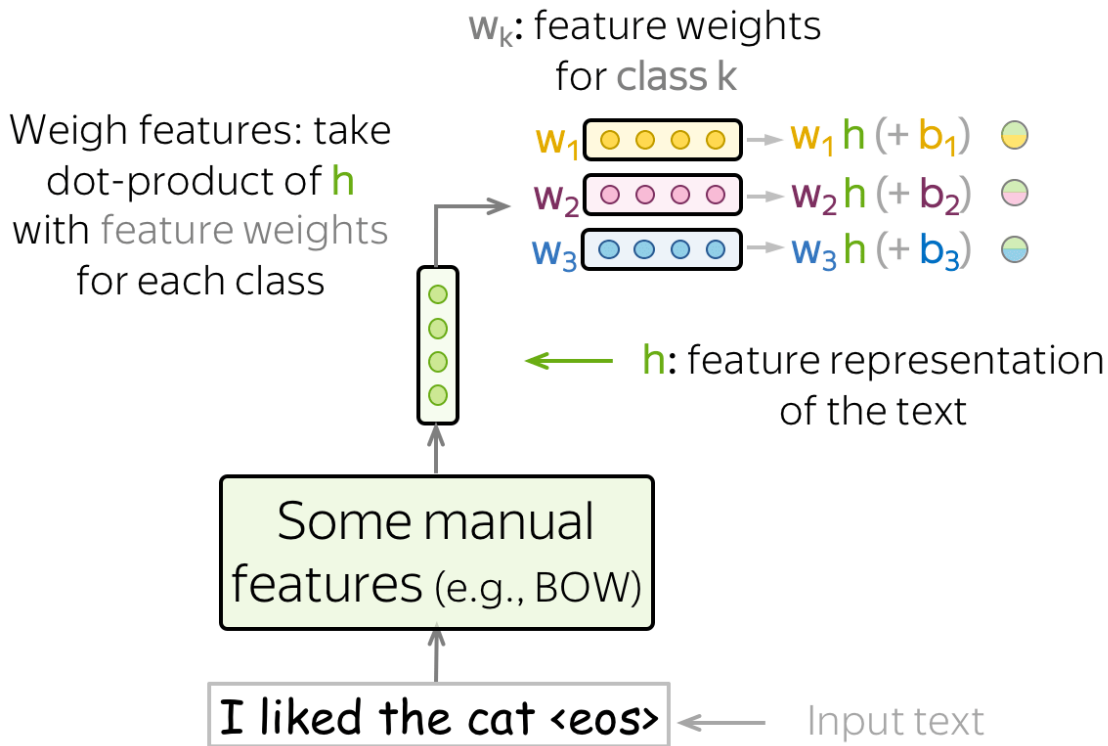 wₖ: feature weights
for class k
Weigh features: take
dot-product of h
with feature weights
for each class
w₁ w₁ h (+ b₁)
w₂ w₂ h (+ b₂)
w₃ w₃ h (+ b₃)
h: feature representation
of the text
Some manual
features (e.g., BOW)
I liked the cat <eos>
Input text